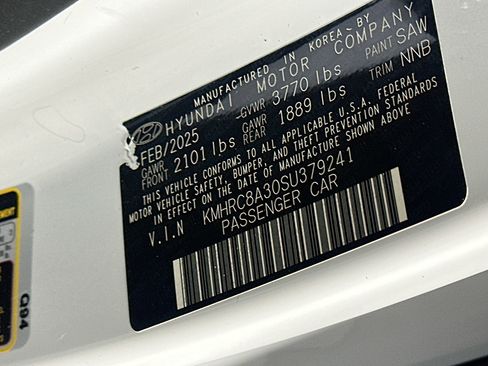 MANUFACTURED IN KOREA-BY
HYUNDAI MOTOR COMPANY
FEB/2025 GVWR 3770 lbs PAINT SAW
GAWR FRONT 2101 lbs GAWR REAR 1889 lbs TRIM NNB
THIS VEHICLE CONFORMS TO ALL APPLICABLE U.S.A. FEDERAL
MOTOR VEHICLE SAFETY, BUMPER, AND THEFT PREVENTION STANDARDS
IN EFFECT ON THE DATE OF MANUFACTURE SHOWN ABOVE.
V.I.N KMHRC8A30SU379241
PASSENGER CAR
Q94